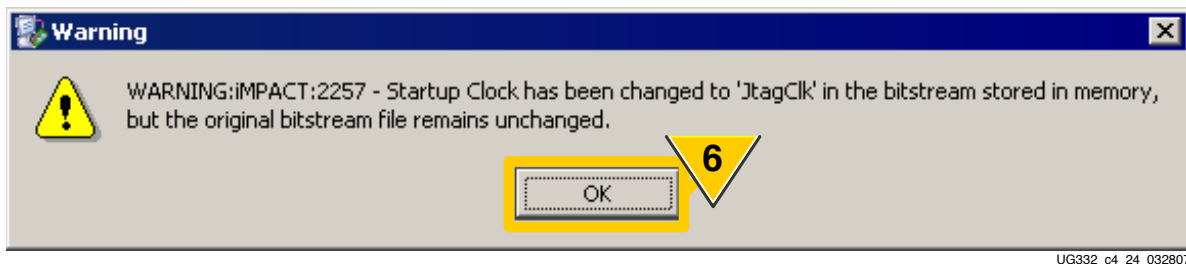 Warning
WARNING:iMPACT:2257 - Startup Clock has been changed to 'JtagClk' in the bitstream stored in memory,
but the original bitstream file remains unchanged.
6
OK
UG332_c4_24_032807